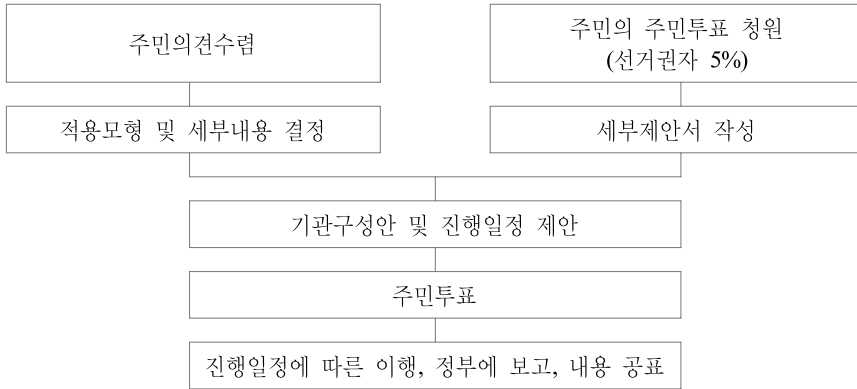 주민의견수렴
주민의 주민투표 청원
(선거권자 5%)
적용모형 및 세부내용 결정
세부제안서 작성
기관구성안 및 진행일정 제안
주민투표
진행일정에 따른 이행, 정부에 보고, 내용 공표